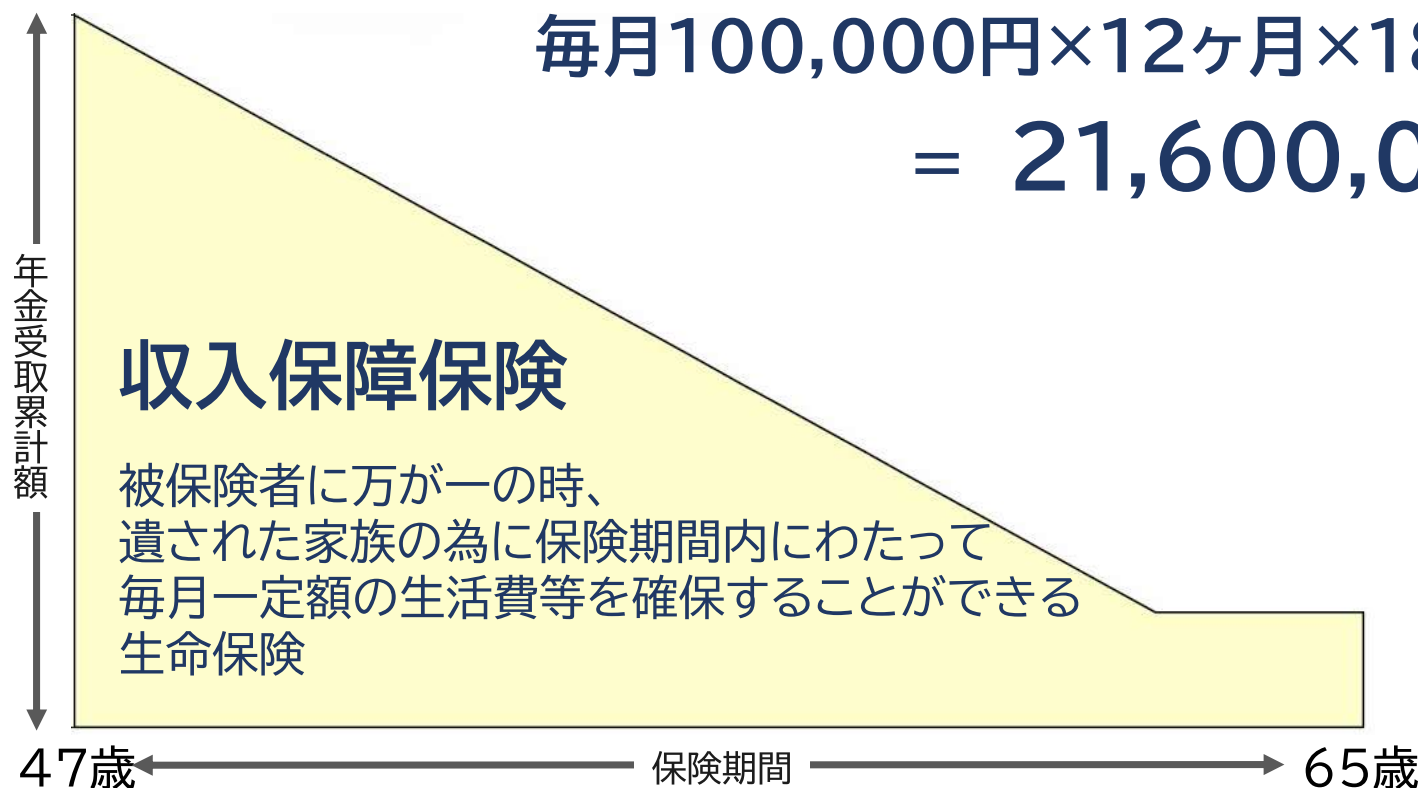 毎月100,000円×12ヶ月×18
= 21,600,0
年金受取累計額
収入保障保険
被保険者に万が一の時、
遺された家族の為に保険期間内にわたって
毎月一定額の生活費等を確保することができる
生命保険
47歳
保険期間
65歳